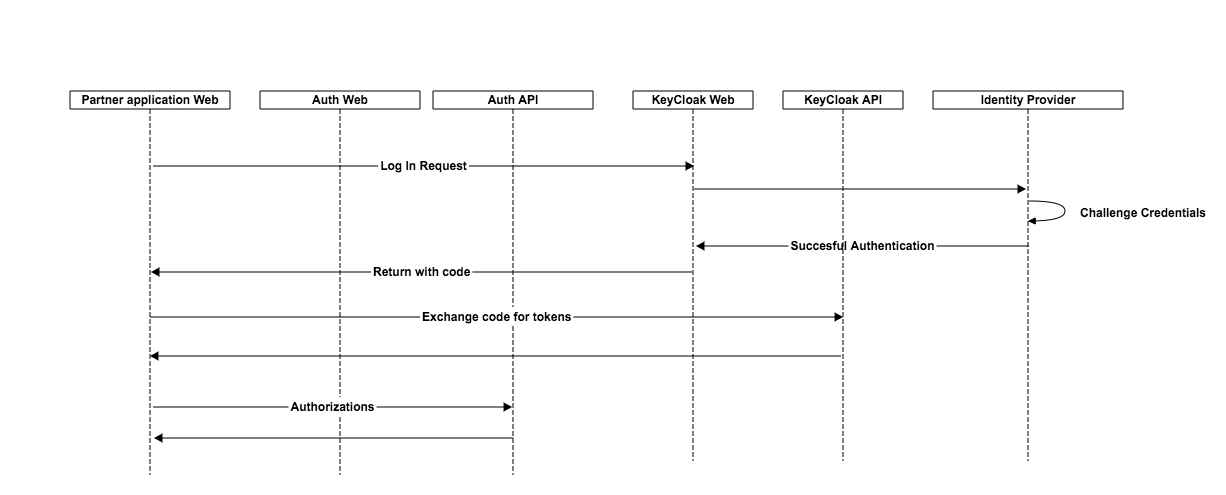 Partner application Web
Auth Web
Auth API
KeyCloak Web
KeyCloak API
Identity Provider
Log In Request
Challenge Credentials
Succesful Authentication
Return with code
Exchange code for tokens
Authorizations